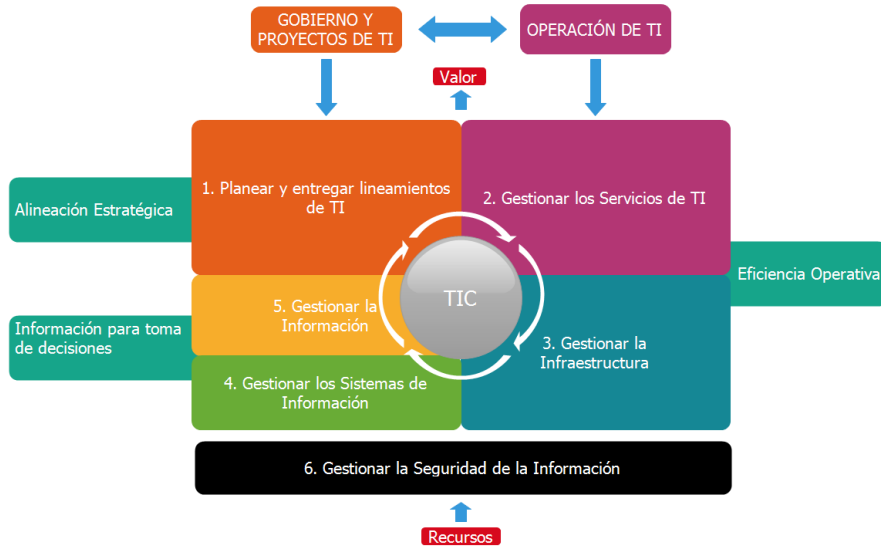 GOBIERNO Y
PROYECTOS DE TI
OPERACIÓN DE TI
Valor
1. Planear y entregar lineamientos
de TI
2. Gestionar los Servicios de TI
Alineación Estratégica
Eficiencia Operativa
TIC
5. Gestionar la
Información
Información para toma
de decisiones
3. Gestionar la
Infraestructura
4. Gestionar los Sistemas de
Información
6. Gestionar la Seguridad de la Información
Recursos